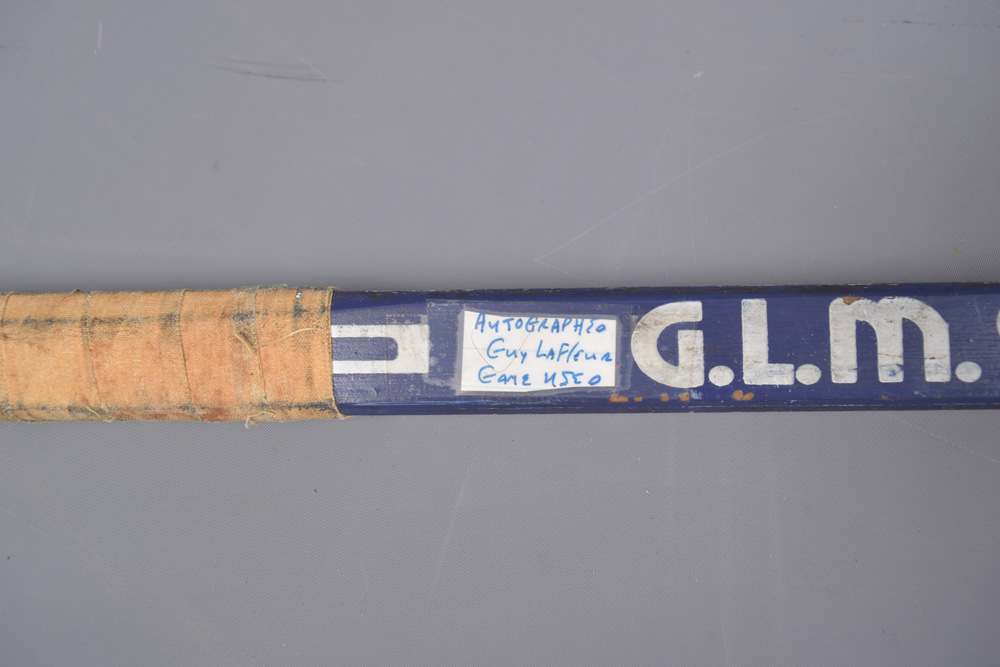 AUTOGRAPHED
GUY LAFLEUR
GAME USED
G.L.M.